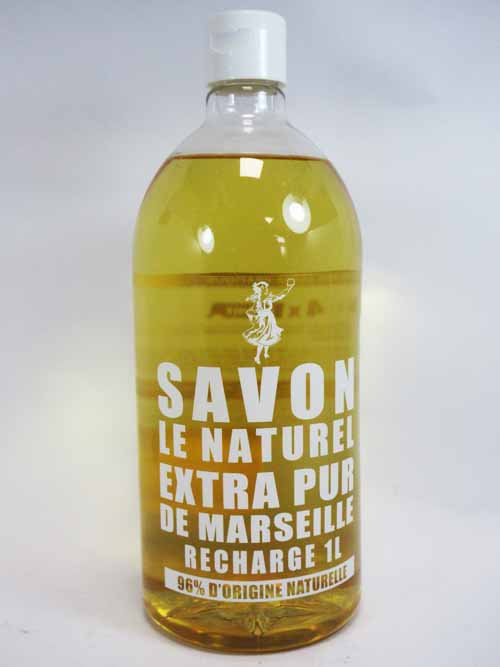 SAVON
LE NATUREL
EXTRA PUR
DE MARSEILLE
RECHARGE 1L
96% D'ORIGINE NATURELLE